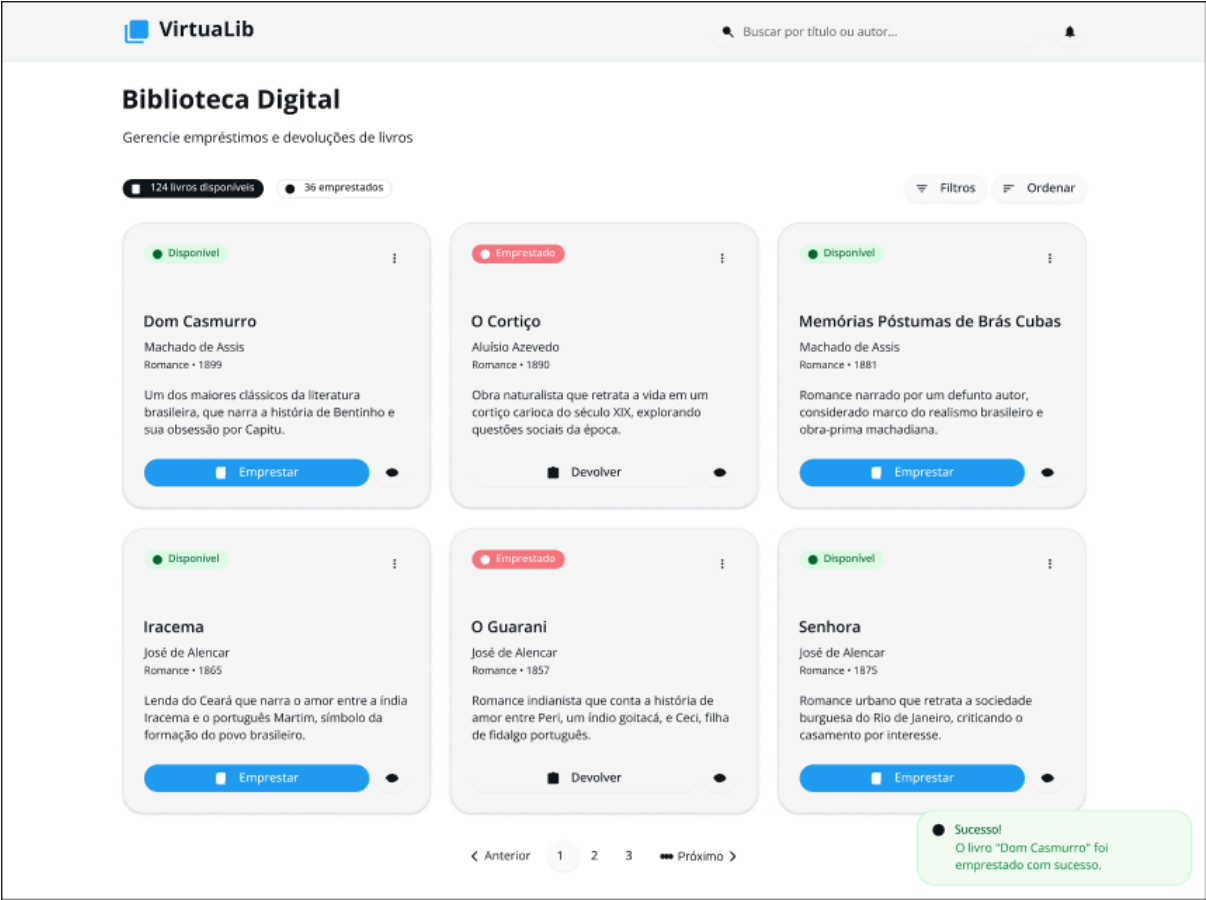 VirtuaLib
Buscar por título ou autor...
Biblioteca Digital
Gerencie empréstimos e devoluções de livros
124 livros disponíveis
36 emprestados
Filtros
Ordenar
Disponível
Dom Casmurro
Machado de Assis
Romance • 1899
Um dos maiores clássicos da literatura
brasileira, que narra a história de Bentinho e
sua obsessão por Capitu.
Emprestar
Emprestado
O Cortiço
Aluísio Azevedo
Romance • 1890
Obra naturalista que retrata a vida em um
cortiço carioca do século XIX, explorando
questões sociais da época.
Devolver
Disponível
Memórias Póstumas de Brás Cubas
Machado de Assis
Romance • 1881
Romance narrado por um defunto autor,
considerado marco do realismo brasileiro e
obra-prima machadiana.
Emprestar
Disponível
Iracema
José de Alencar
Romance • 1865
Lenda do Ceará que narra o amor entre a índia
Iracema e o português Martim, símbolo da
formação do povo brasileiro.
Emprestar
Emprestado
O Guarani
José de Alencar
Romance • 1857
Romance indianista que conta a história de
amor entre Peri, um índio goitacá, e Ceci, filha
de fidalgo português.
Devolver
Disponível
Senhora
José de Alencar
Romance • 1875
Romance urbano que retrata a sociedade
burguesa do Rio de Janeiro, criticando o
casamento por interesse.
Emprestar
Anterior 1 2 3 Próximo
Sucesso!
O livro "Dom Casmurro" foi
emprestado com sucesso.